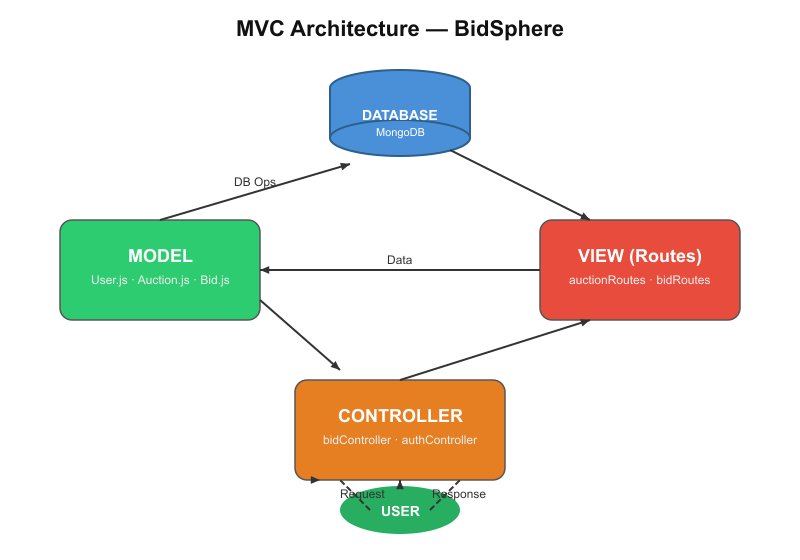 MVC Architecture — BidSphere
DATABASE
MongoDB
DB Ops
MODEL
User.js · Auction.js · Bid.js
Data
VIEW (Routes)
auctionRoutes · bidRoutes
CONTROLLER
bidController · authController
Request
Response
USER